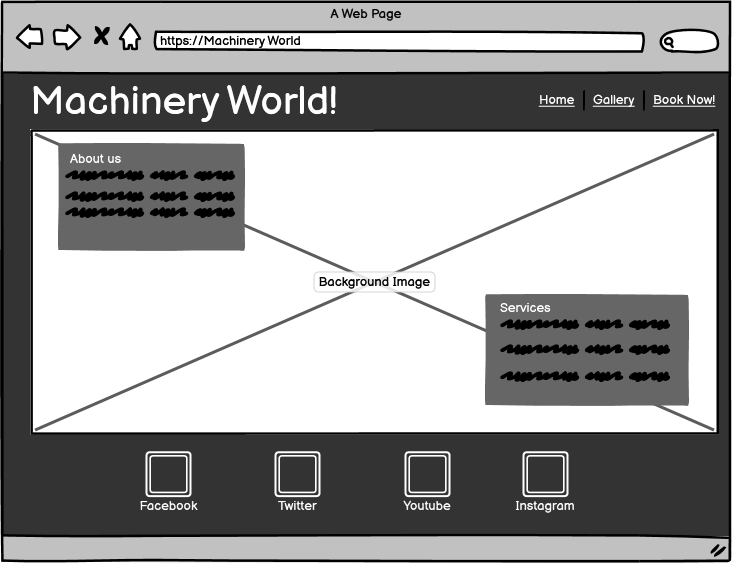 A Web Page
https://Machinery World
Machinery World!
Home
Gallery
Book Now!
About us
Background Image
Services
Facebook
Twitter
Youtube
Instagram